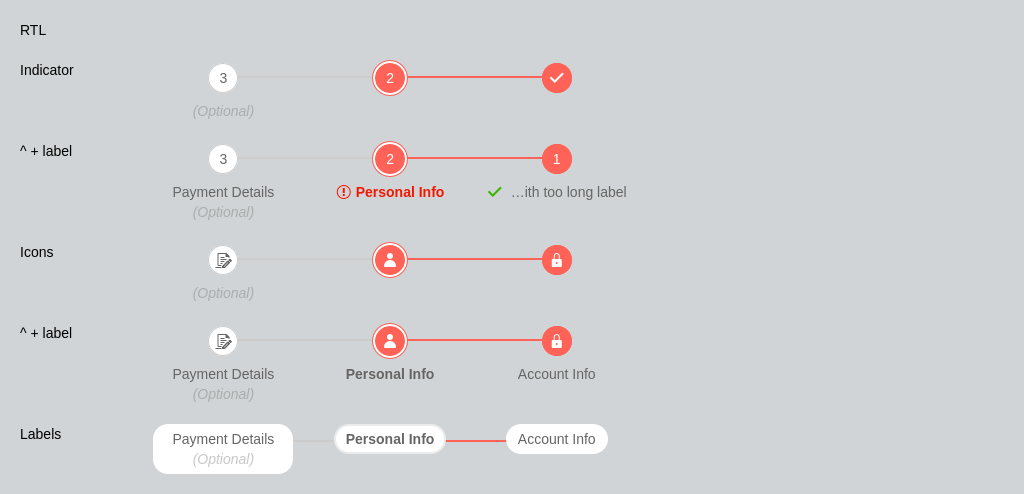 RTL
Indicator
3 2
(Optional)
^ + label
3 2 1
Payment Details Personal Info …ith too long label
(Optional)
Icons
(Optional)
^ + label
Payment Details Personal Info Account Info
(Optional)
Labels
Payment Details Personal Info Account Info
(Optional)